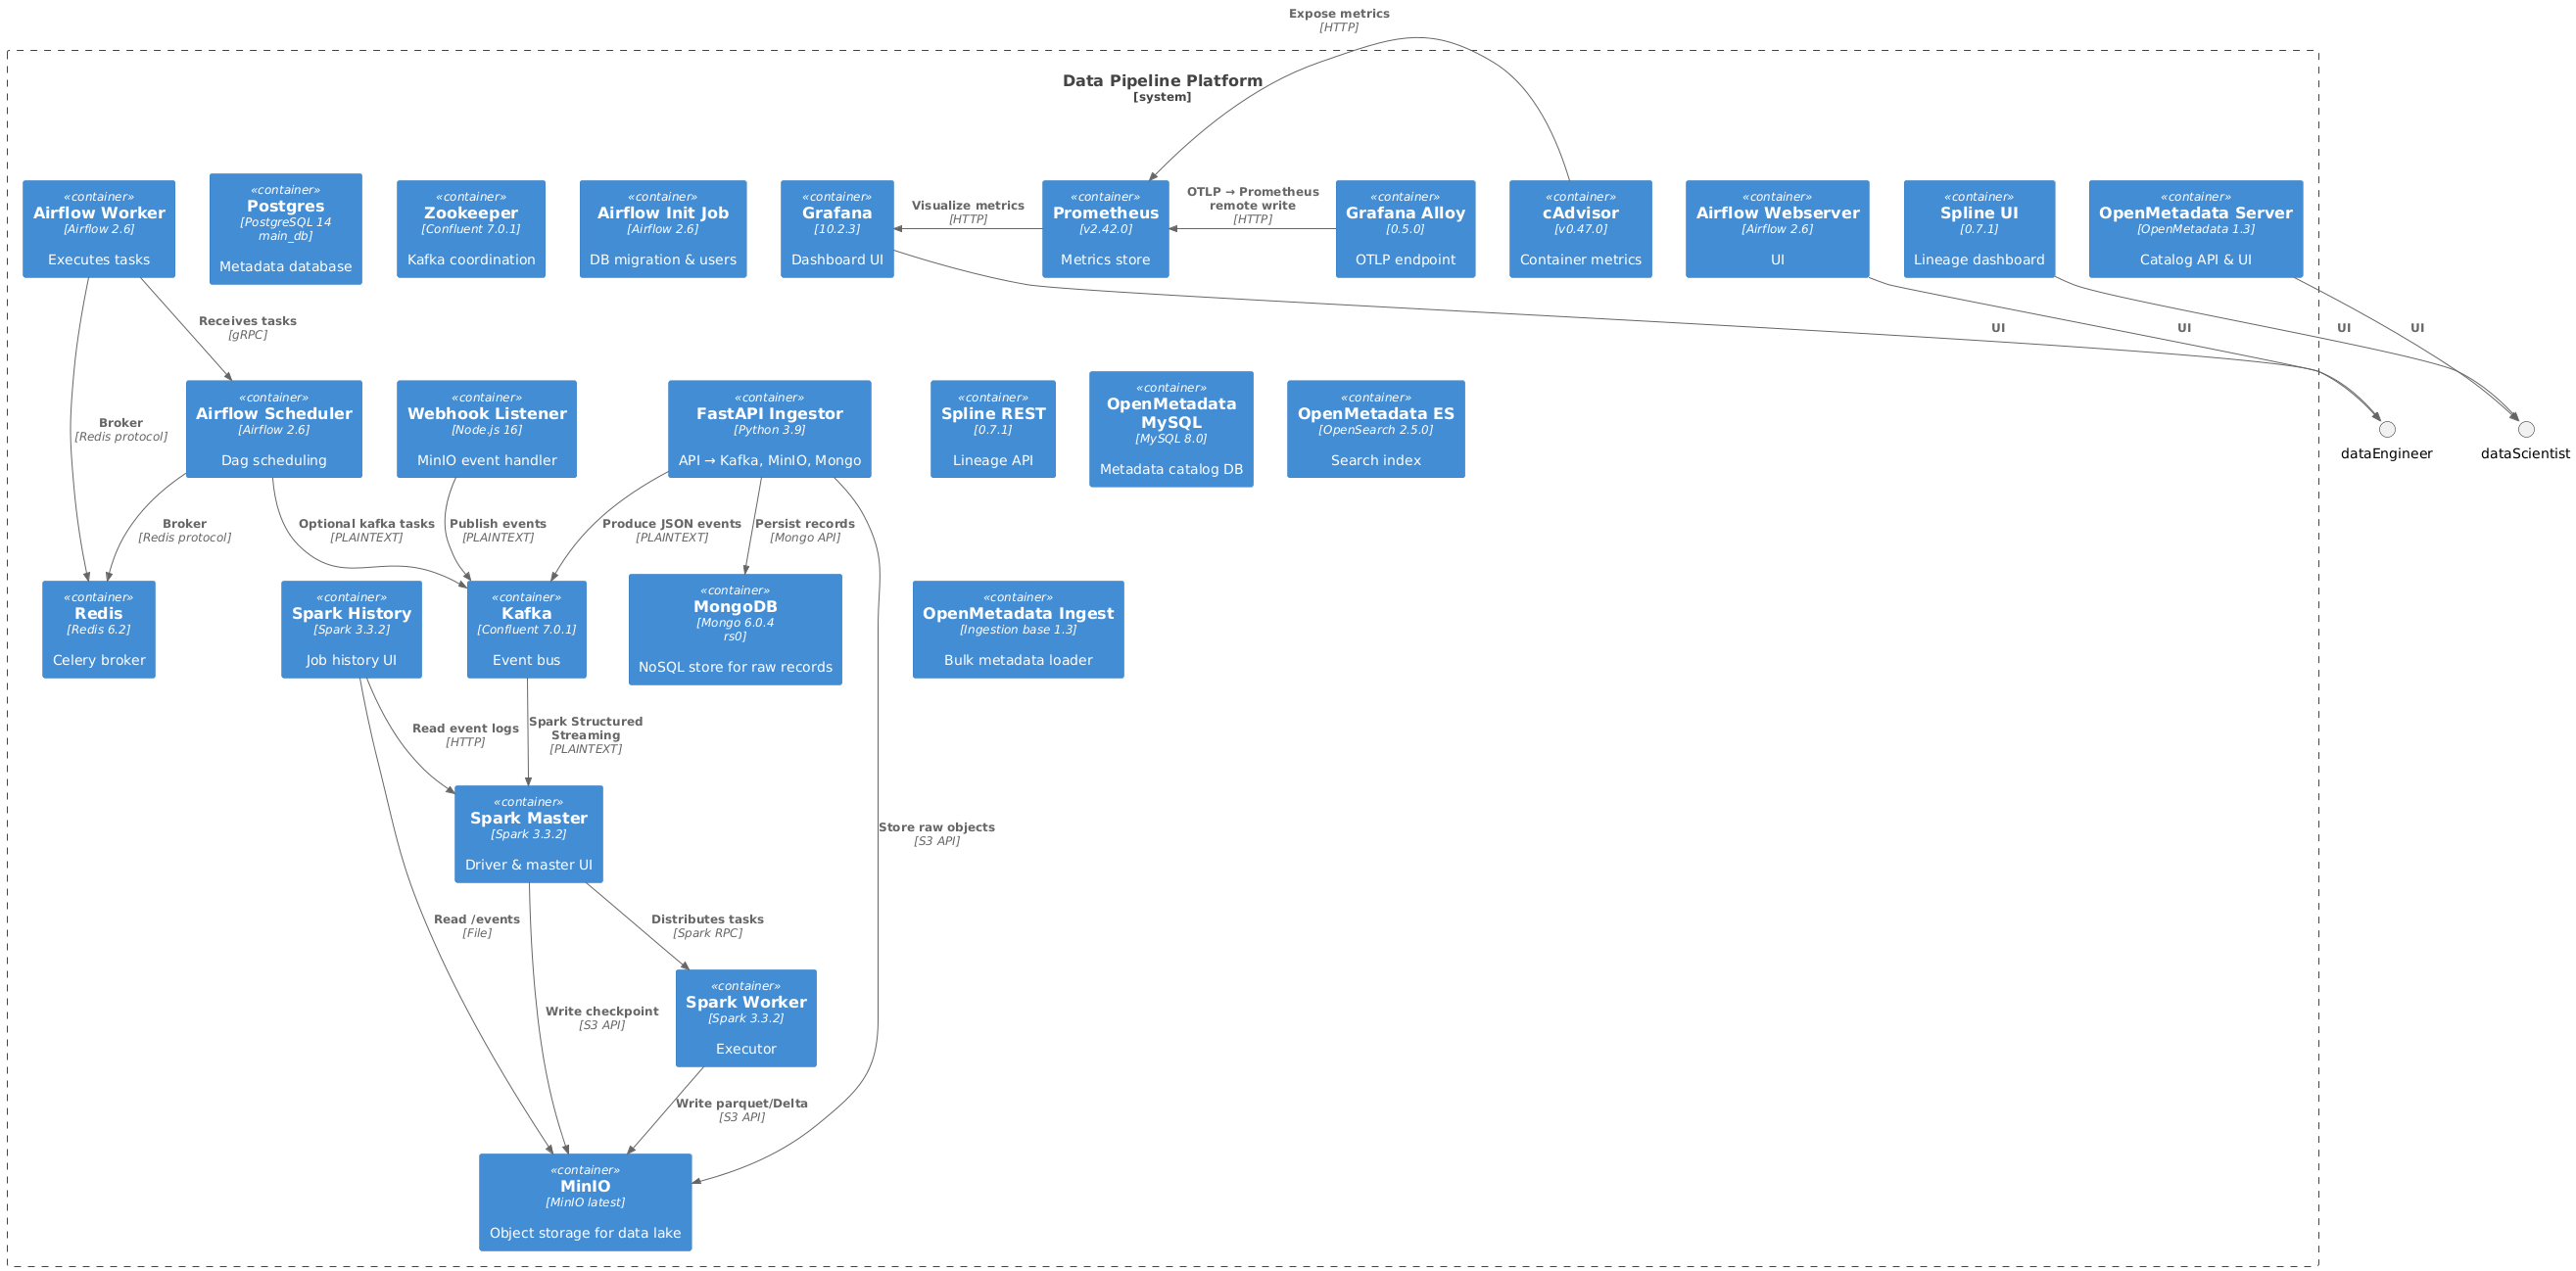 Expose metrics
[HTTP]
Data Pipeline Platform
[system]
«container»
Airflow Worker
[Airflow 2.6]
Executes tasks
«container»
Postgres
[PostgreSQL 14
main_db]
Metadata database
«container»
Zookeeper
[Confluent 7.0.1]
Kafka coordination
«container»
Airflow Init Job
[Airflow 2.6]
DB migration & users
«container»
Grafana
[10.2.3]
Dashboard UI
Visualize metrics
[HTTP]
«container»
Prometheus
[v2.42.0]
Metrics store
OTLP → Prometheus
remote write
[HTTP]
«container»
Grafana Alloy
[0.5.0]
OTLP endpoint
«container»
cAdvisor
[v0.47.0]
Container metrics
«container»
Airflow Webserver
[Airflow 2.6]
UI
«container»
Spline UI
[0.7.1]
Lineage dashboard
«container»
OpenMetadata Server
[OpenMetadata 1.3]
Catalog API & UI
Receives tasks
[gRPC]
UI
UI
UI
UI
Broker
[Redis protocol]
«container»
Airflow Scheduler
[Airflow 2.6]
Dag scheduling
«container»
Webhook Listener
[Node.js 16]
MinIO event handler
«container»
FastAPI Ingestor
[Python 3.9]
API → Kafka, MinIO, Mongo
«container»
Spline REST
[0.7.1]
Lineage API
«container»
OpenMetadata
MySQL
[MySQL 8.0]
Metadata catalog DB
«container»
OpenMetadata ES
[OpenSearch 2.5.0]
Search index
dataEngineer
dataScientist
Broker
[Redis protocol]
Optional kafka tasks
[PLAINTEXT]
Publish events
[PLAINTEXT]
Produce JSON events
[PLAINTEXT]
Persist records
[Mongo API]
«container»
Redis
[Redis 6.2]
Celery broker
«container»
Spark History
[Spark 3.3.2]
Job history UI
«container»
Kafka
[Confluent 7.0.1]
Event bus
«container»
MongoDB
[Mongo 6.0.4
rs0]
NoSQL store for raw records
«container»
OpenMetadata Ingest
[Ingestion base 1.3]
Bulk metadata loader
Read event logs
[HTTP]
Spark Structured
Streaming
[PLAINTEXT]
«container»
Spark Master
[Spark 3.3.2]
Driver & master UI
Store raw objects
[S3 API]
Read /events
[File]
Distributes tasks
[Spark RPC]
Write checkpoint
[S3 API]
«container»
Spark Worker
[Spark 3.3.2]
Executor
Write parquet/Delta
[S3 API]
«container»
MinIO
[MinIO latest]
Object storage for data lake